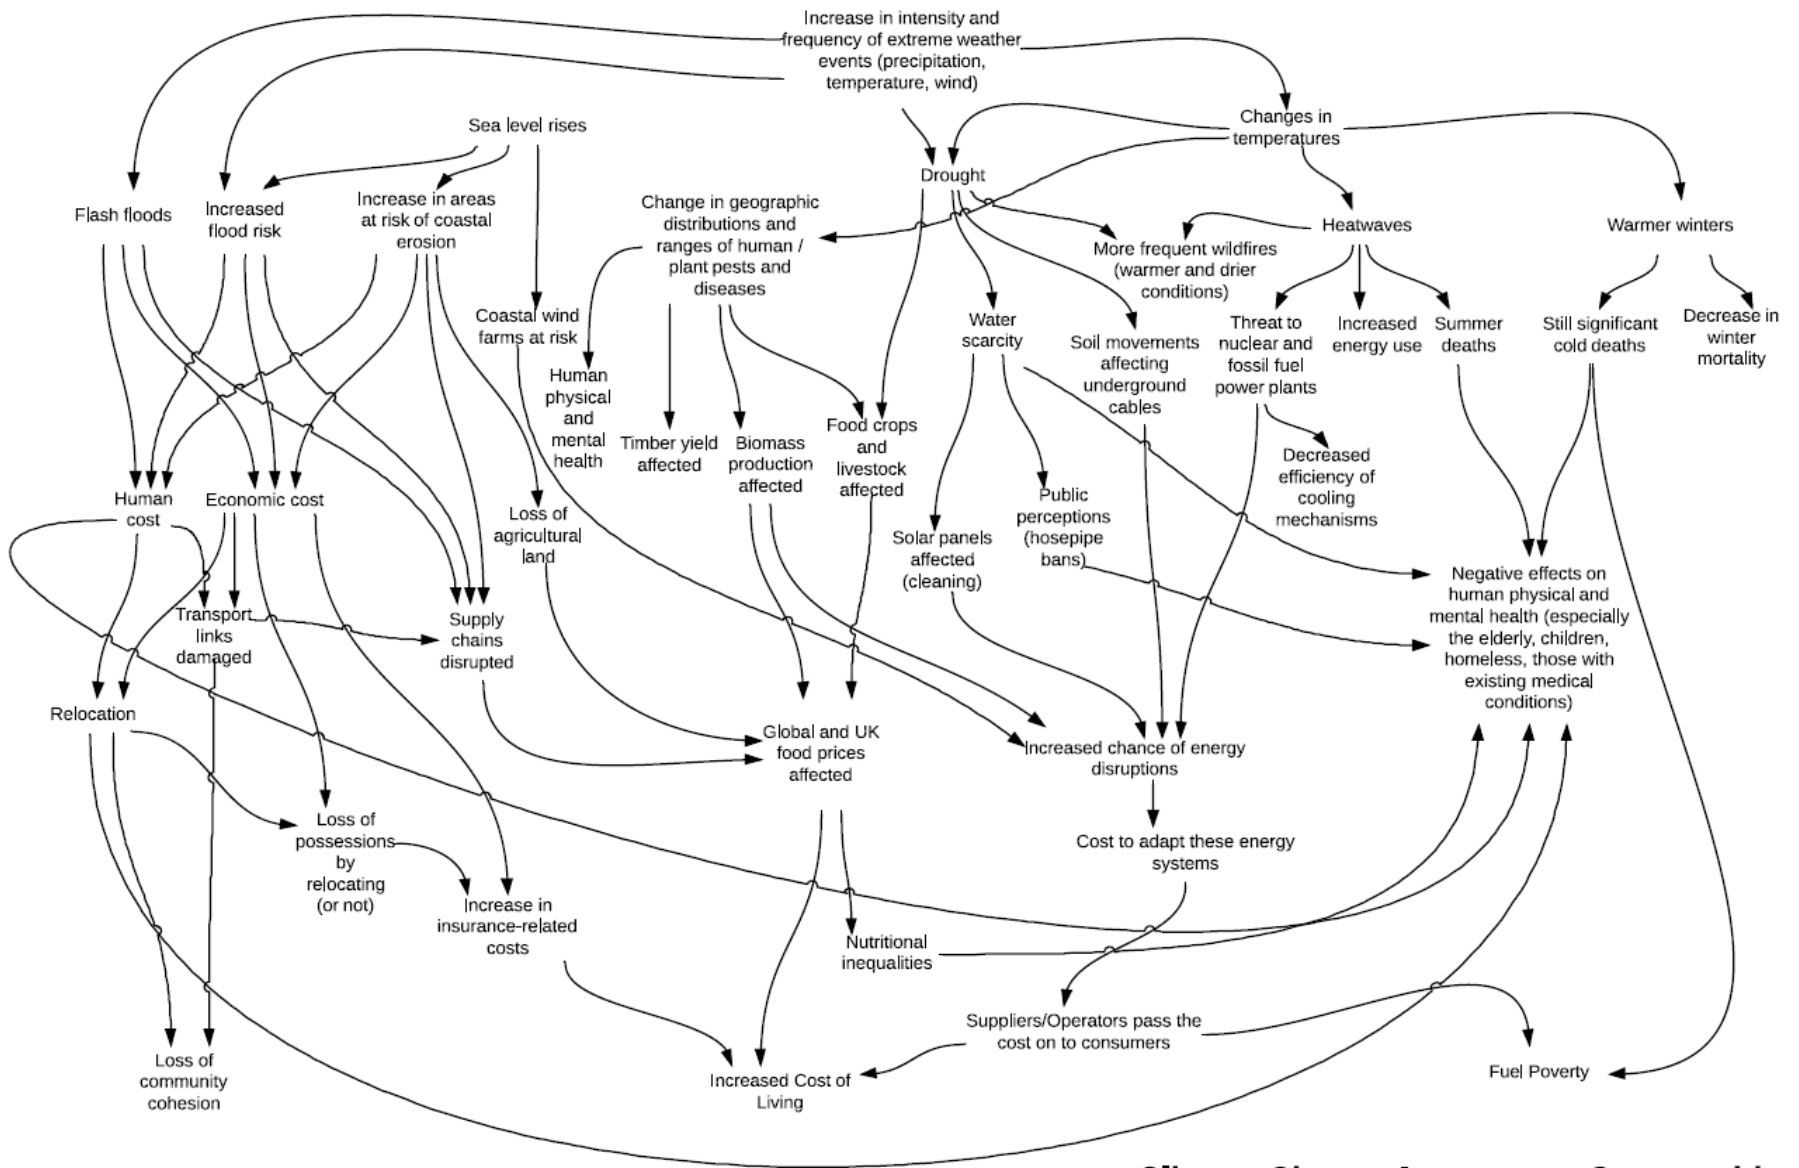 Increase in intensity and
frequency of extreme weather
events (precipitation,
temperature, wind)
Sea level rises
Changes in
temperatures
Drought
Flash floods
Increased
flood risk
Increase in areas
at risk of coastal
erosion
Change in geographic
distributions and
ranges of human /
plant pests and
diseases
More frequent wildfires
(warmer and drier
conditions)
Heatwaves
Warmer winters
Coastal wind
farms at risk
Water
scarcity
Soil movements
affecting
underground
cables
Threat to
nuclear and
fossil fuel
power plants
Increased
energy use
Summer
deaths
Still significant
cold deaths
Decrease in
winter
mortality
Human
physical
and
mental
health
Timber yield
affected
Biomass
production
affected
Food crops
and
livestock
affected
Decreased
efficiency of
cooling
mechanisms
Human
cost
Economic cost
Loss of
agricultural
land
Solar panels
affected
(cleaning)
Public
perceptions
(hosepipe
bans)
Negative effects on
human physical and
mental health (especially
the elderly, children,
homeless, those with
existing medical
conditions)
Transport
links
damaged
Supply
chains
disrupted
Relocation
Global and UK
food prices
affected
Increased chance of energy
disruptions
Loss of
possessions
by
relocating
(or not)
Cost to adapt these energy
systems
Increase in
insurance-related
costs
Nutritional
inequalities
Suppliers/Operators pass the
cost on to consumers
Loss of
community
cohesion
Increased Cost of
Living
Fuel Poverty